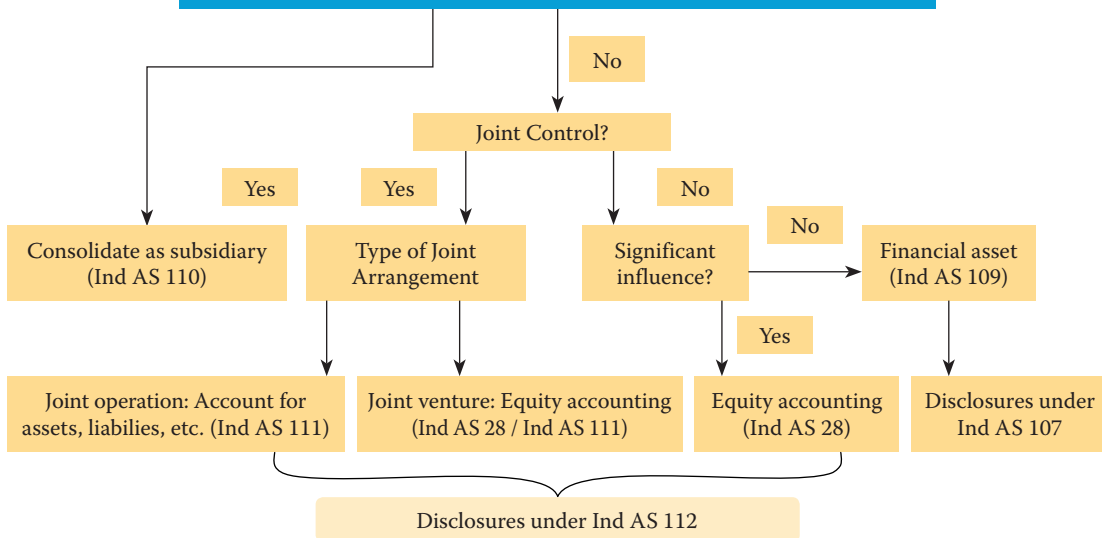 No
Joint Control?
Yes
Yes
No
No
Consolidate as subsidiary
(Ind AS 110)
Type of Joint
Arrangement
Significant
influence?
Financial asset
(Ind AS 109)
Yes
Joint operation: Account for
assets, liabilies, etc. (Ind AS 111)
Joint venture: Equity accounting
(Ind AS 28 / Ind AS 111)
Equity accounting
(Ind AS 28)
Disclosures under
Ind AS 107
Disclosures under Ind AS 112